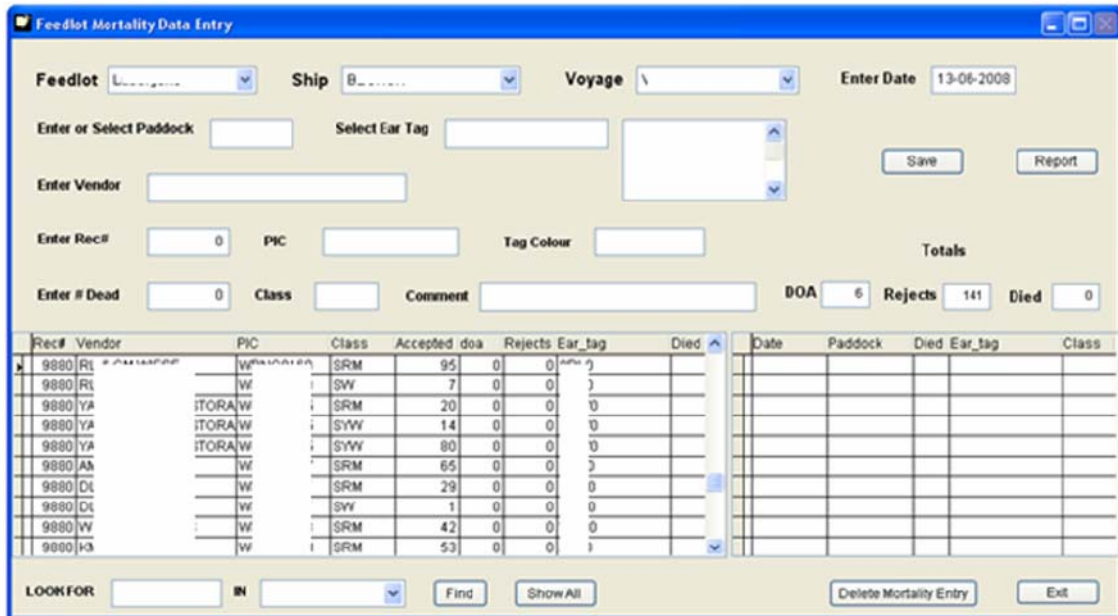 Feedlot Mortality Data Entry
Feedlot Ship Voyage Enter Date 13-06-2008
Enter or Select Paddock Select Ear Tag
Save Report
Enter Vendor
Enter Rec# 0 PIC Tag Colour Totals
Enter # Dead 0 Class Comment DOA 6 Rejects 141 Died 0
Rec# Vendor PIC Class Accepted doa Rejects Ear_tag Died Date Paddock Died Ear_tag Class
9880 SRM 95 0 0
9880 SW 7 0 0
9880 SRM 20 0 0
9880 SYW 14 0 0
9880 SYW 80 0 0
9880 SRM 65 0 0
9880 SRM 29 0 0
9880 SW 1 0 0
9880 SRM 42 0 0
9880 SRM 53 0 0
LOOK FOR IN Find Show All Delete Mortality Entry Exit